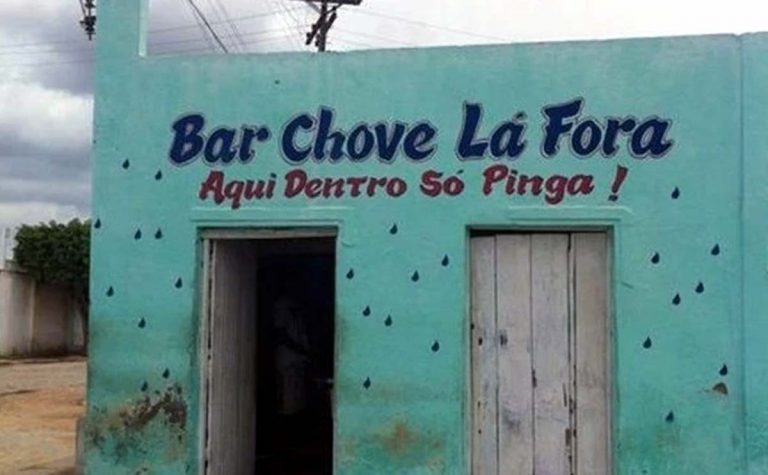 Bar Chove Lá Fora
Aqui Dentro Só Pinga !